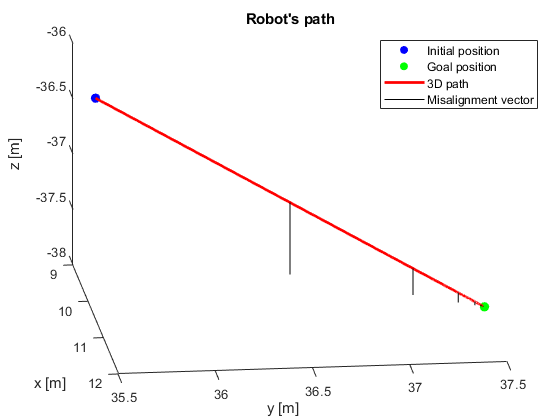 Robot's path
Initial position
Goal position
3D path
Misalignment vector
-36
-36.5
-37
-37.5
-38
z [m]
9
10
11
12
x [m]
35.5
36
36.5
37
37.5
y [m]